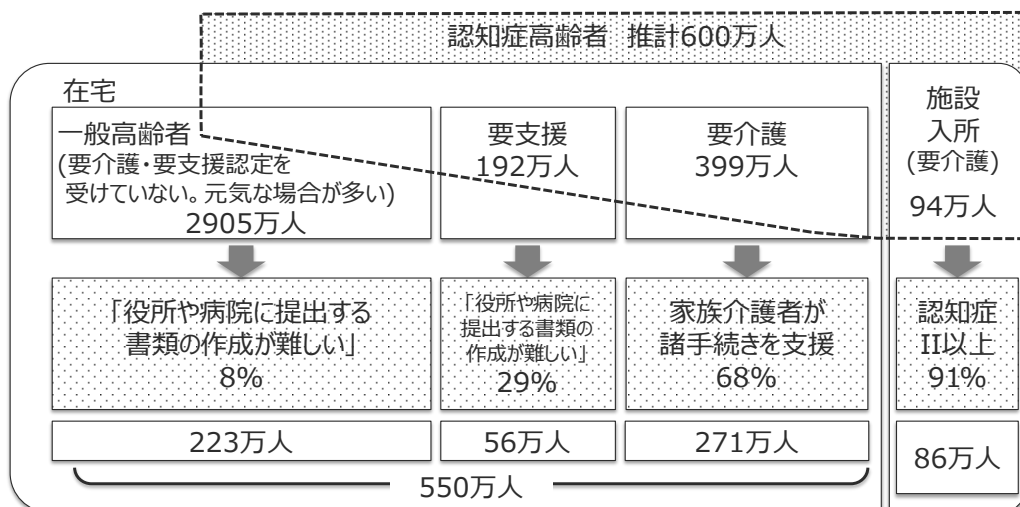 認知症高齢者 推計600万人
在宅
一般高齢者
(要介護・要支援認定を
受けていない。元気な場合が多い)
2905万人
要支援
192万人
要介護
399万人
施設
入所
(要介護)
94万人
「役所や病院に提出する
書類の作成が難しい」
8%
「役所や病院に
提出する書類の
作成が難しい」
29%
家族介護者が
諸手続きを支援
68%
認知症
II以上
91%
223万人
56万人
271万人
86万人
550万人